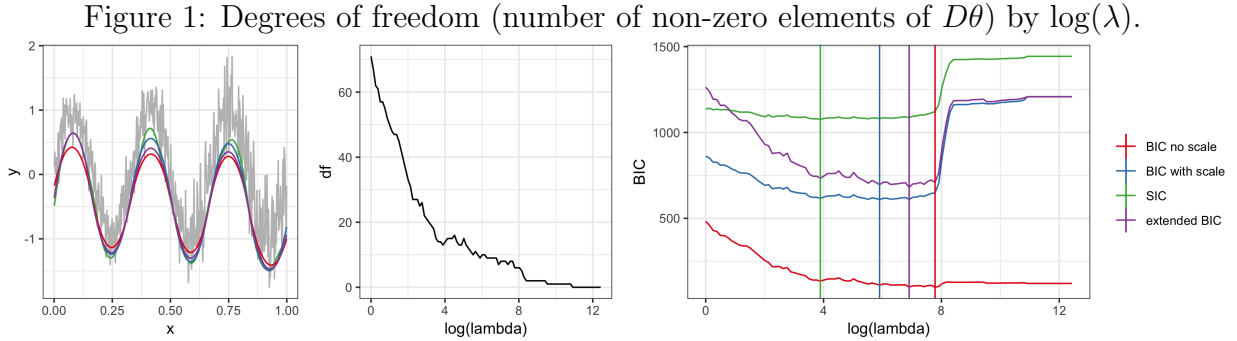 Figure 1: Degrees of freedom (number of non-zero elements of Dθ) by log(λ).
2
1
0
-1
y
0.00
0.25
0.50
0.75
1.00
x
60
40
20
0
df
0
4
8
12
log(lambda)
1500
1000
500
BIC
0
4
8
12
log(lambda)
BIC no scale
BIC with scale
SIC
extended BIC